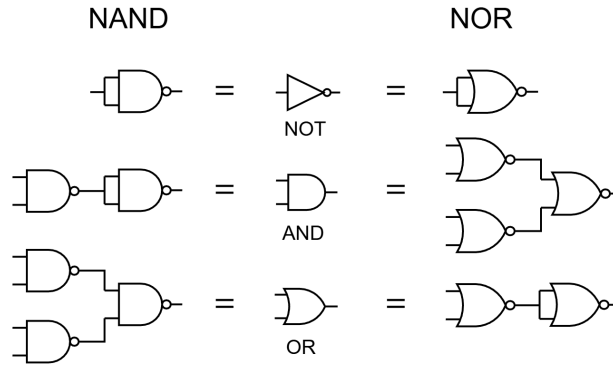 NAND NOR
= =
NOT
= =
AND
= =
OR